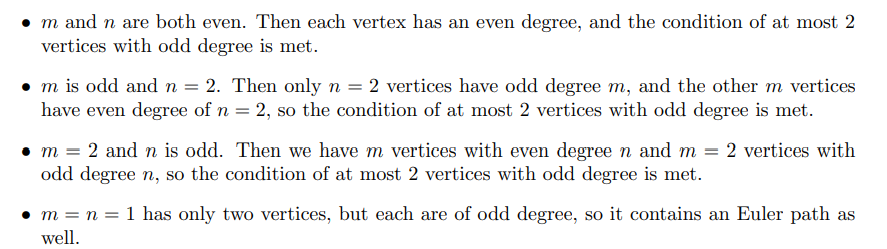 • m and n are both even. Then each vertex has an even degree, and the condition of at most 2
vertices with odd degree is met.
• m is odd and n = 2. Then only n = 2 vertices have odd degree m, and the other m vertices
have even degree of n = 2, so the condition of at most 2 vertices with odd degree is met.
• m = 2 and n is odd. Then we have m vertices with even degree n and m = 2 vertices with
odd degree n, so the condition of at most 2 vertices with odd degree is met.
• m = n = 1 has only two vertices, but each are of odd degree, so it contains an Euler path as
well.